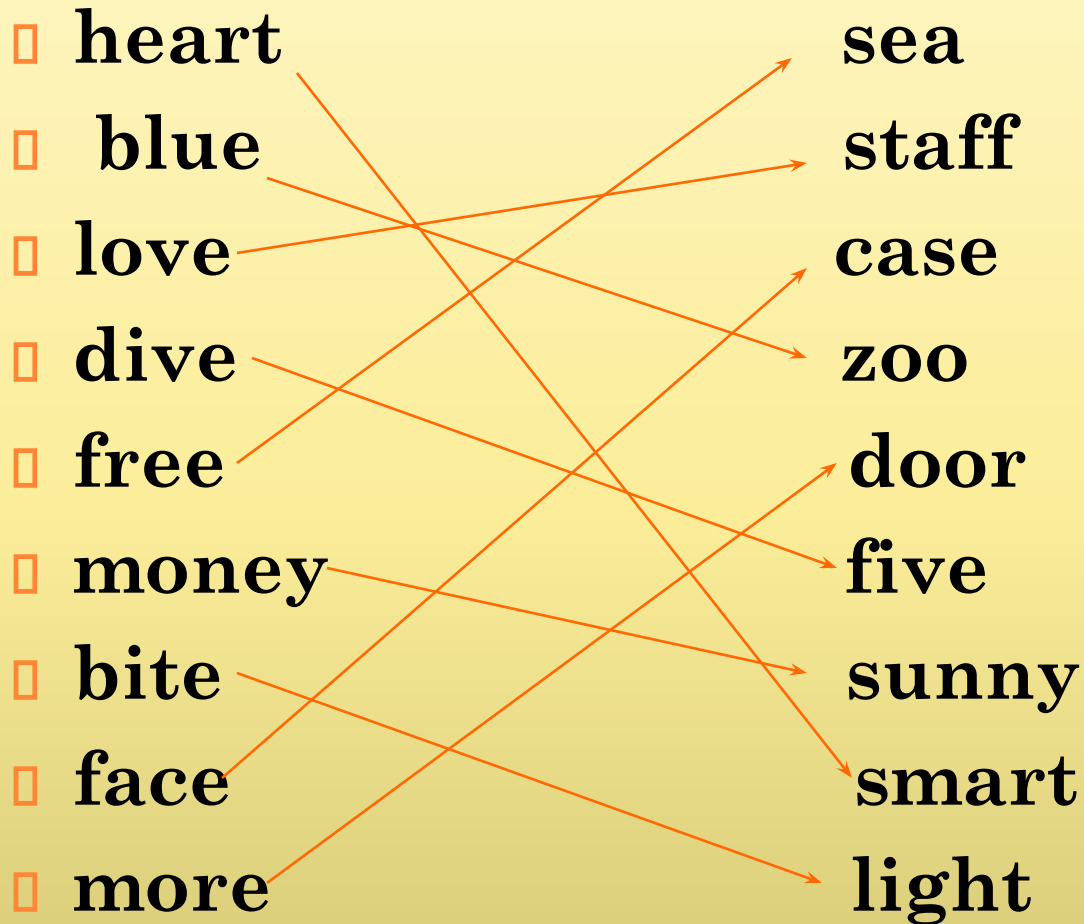 heart sea
blue staff
love case
dive zoo
free door
money five
bite sunny
face smart
more light